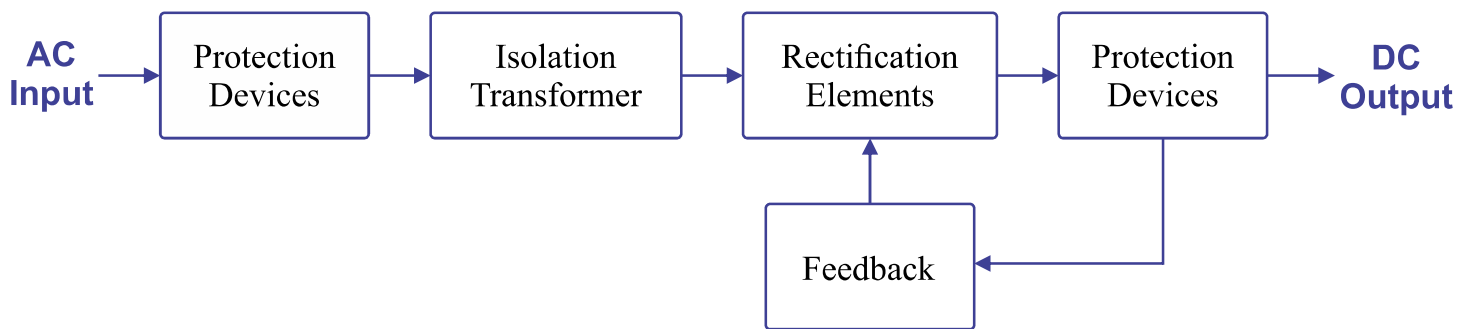 AC
Input
Protection
Devices
Isolation
Transformer
Rectification
Elements
Protection
Devices
DC
Output
Feedback